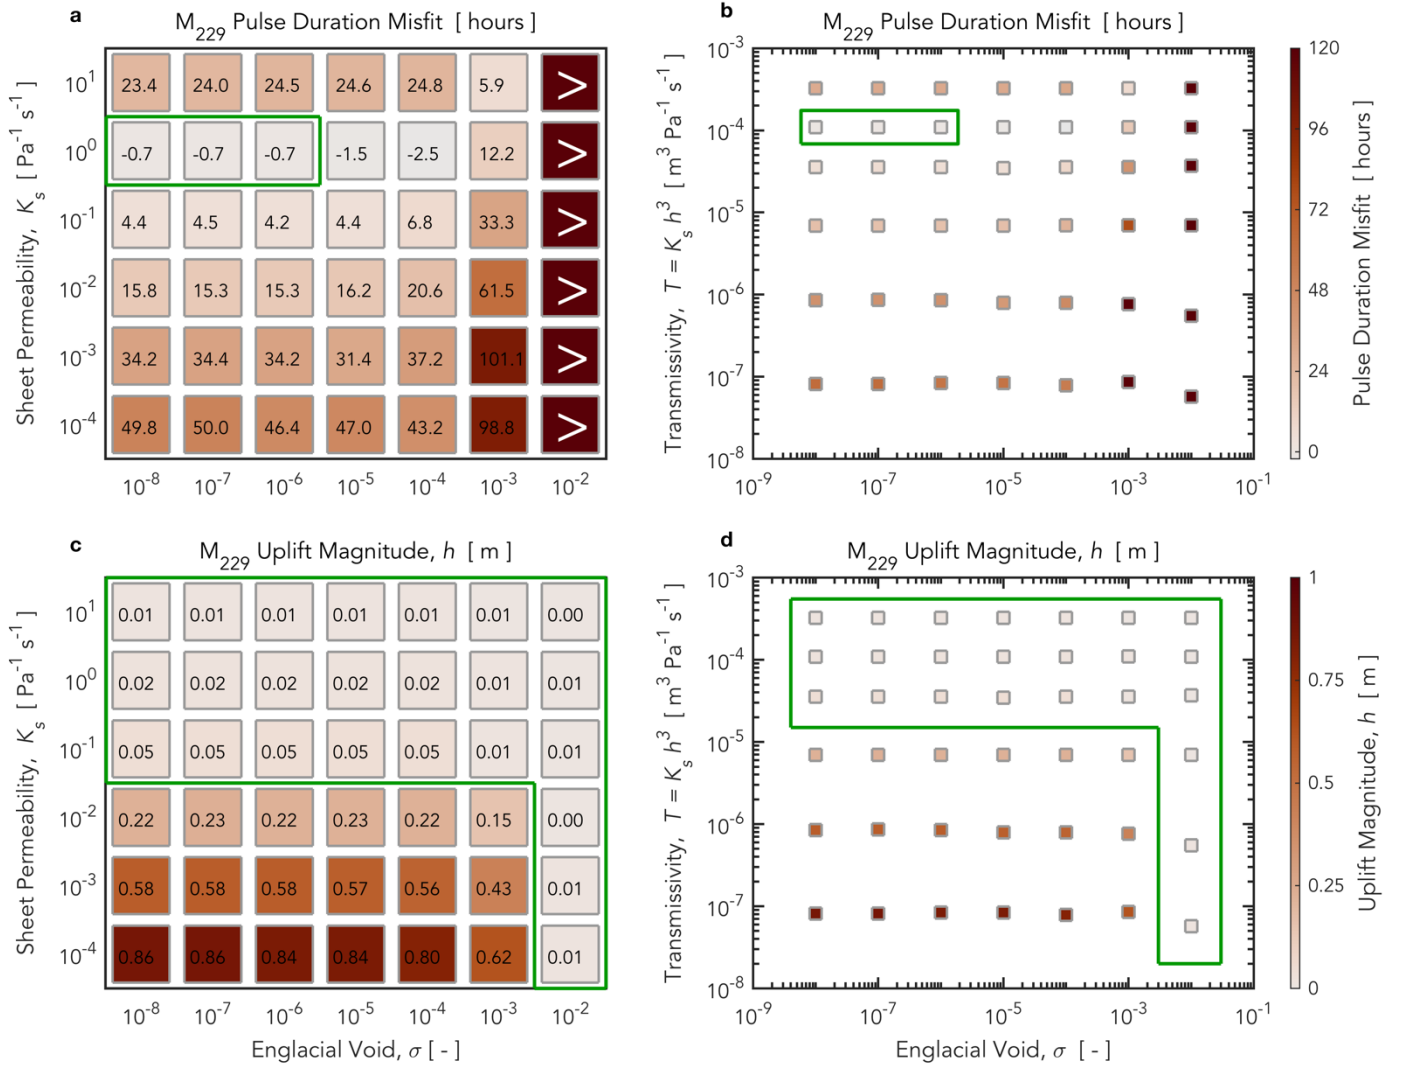 a
M229 Pulse Duration Misfit [ hours ]
Sheet Permeability, Ks [ Pa-1 s-1 ]
10^1 23.4 24.0 24.5 24.6 24.8 5.9 >
10^0 -0.7 -0.7 -0.7 -1.5 -2.5 12.2 >
10^-1 4.4 4.5 4.2 4.4 6.8 33.3 >
10^-2 15.8 15.3 15.3 16.2 20.6 61.5 >
10^-3 34.2 34.4 34.2 31.4 37.2 101.1 >
10^-4 49.8 50.0 46.4 47.0 43.2 98.8 >
10^-8 10^-7 10^-6 10^-5 10^-4 10^-3 10^-2
b
M229 Pulse Duration Misfit [ hours ]
Transmissivity, T = Ks h^3 [ m^3 Pa^-1 s^-1 ]
10^-3
10^-4
10^-5
10^-6
10^-7
10^-8
10^-9 10^-7 10^-5 10^-3 10^-1
120
96
72
48
24
0
Pulse Duration Misfit [ hours ]
c
M229 Uplift Magnitude, h [ m ]
Sheet Permeability, Ks [ Pa^-1 s^-1 ]
10^1 0.01 0.01 0.01 0.01 0.01 0.01 0.00
10^0 0.02 0.02 0.02 0.02 0.02 0.01 0.01
10^-1 0.05 0.05 0.05 0.05 0.05 0.01 0.01
10^-2 0.22 0.23 0.22 0.23 0.22 0.15 0.00
10^-3 0.58 0.58 0.58 0.57 0.56 0.43 0.01
10^-4 0.86 0.86 0.84 0.84 0.80 0.62 0.01
10^-8 10^-7 10^-6 10^-5 10^-4 10^-3 10^-2
Englacial Void, σ [ - ]
d
M229 Uplift Magnitude, h [ m ]
Transmissivity, T = Ks h^3 [ m^3 Pa^-1 s^-1 ]
10^-3
10^-4
10^-5
10^-6
10^-7
10^-8
10^-9 10^-7 10^-5 10^-3 10^-1
Englacial Void, σ [ - ]
1
0.75
0.5
0.25
0
Uplift Magnitude, h [ m ]